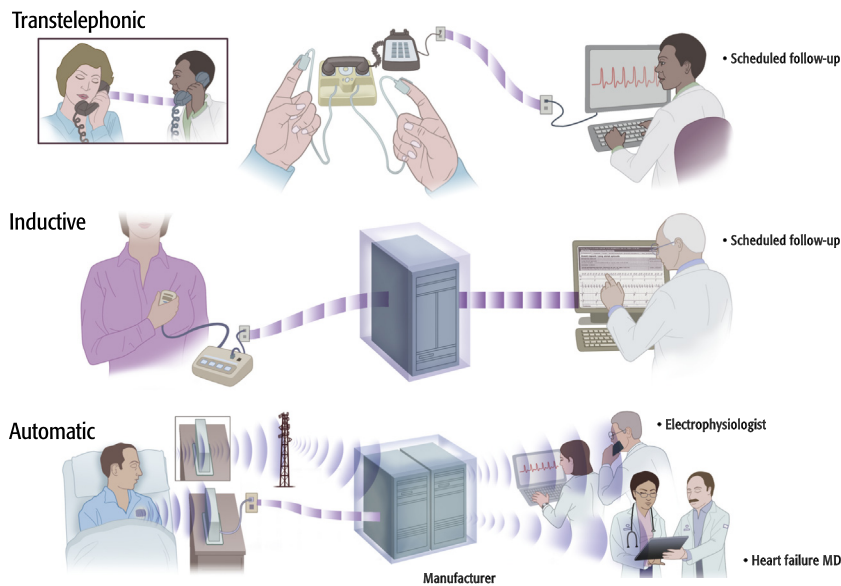 Transtelephonic
• Scheduled follow-up
Inductive
• Scheduled follow-up
Automatic
• Electrophysiologist
• Heart failure MD
Manufacturer